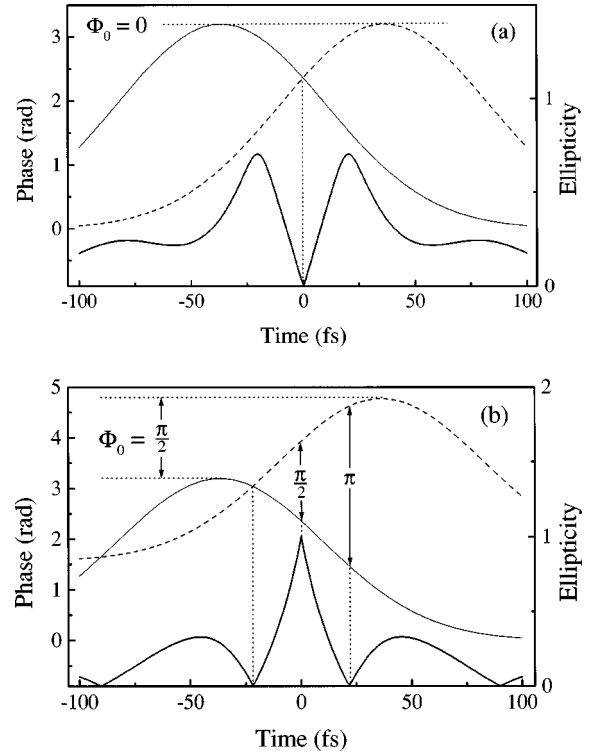 Φ₀ = 0
(a)
3
2
1
0
1
0
Phase (rad)
Ellipticity
-100
-50
0
50
100
Time (fs)
(b)
5
4
3
2
1
0
2
1
0
Φ₀ = π/2
π/2
π
Phase (rad)
Ellipticity
-100
-50
0
50
100
Time (fs)